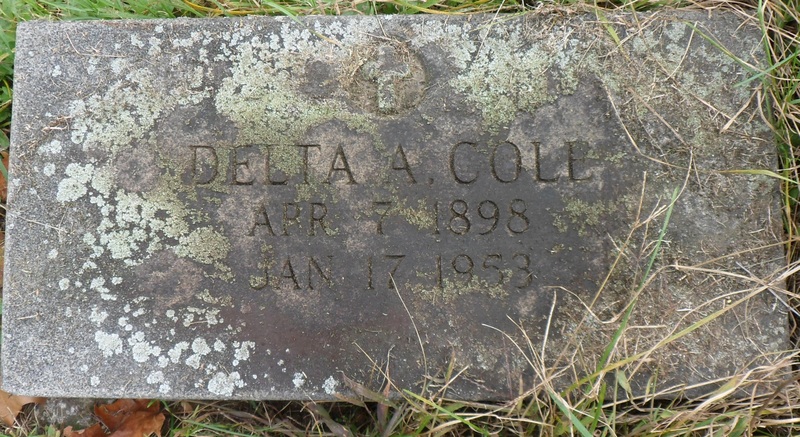 DELTA A. COLE
APR 7 1898
JAN 17 1953